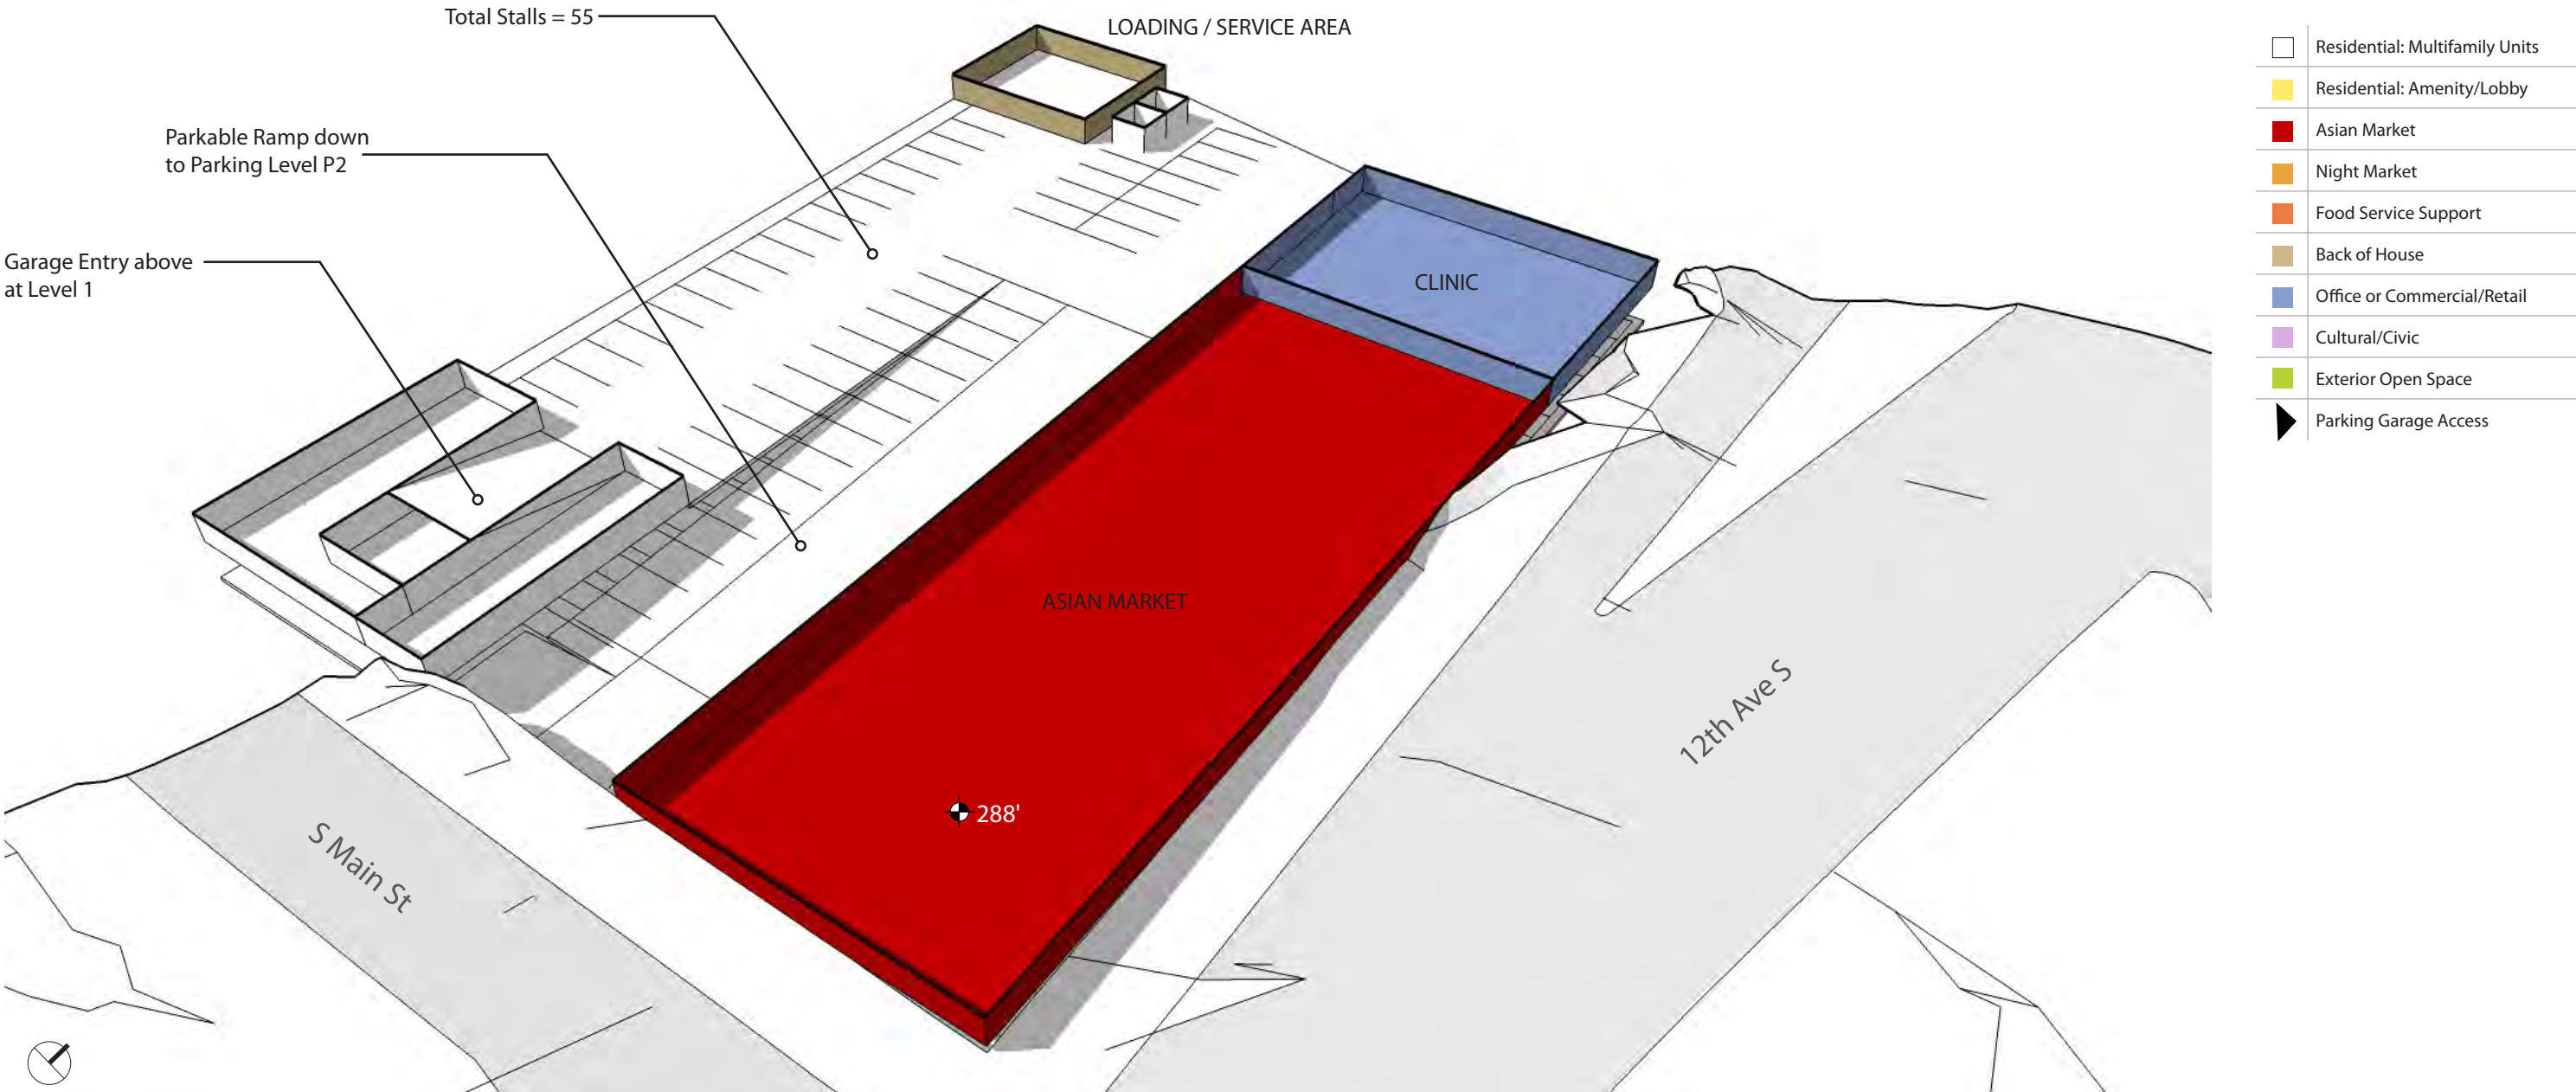 Total Stalls = 55
LOADING / SERVICE AREA
Parkable Ramp down
to Parking Level P2
Garage Entry above
at Level 1
CLINIC
ASIAN MARKET
288'
S Main St
12th Ave S
Residential: Multifamily Units
Residential: Amenity/Lobby
Asian Market
Night Market
Food Service Support
Back of House
Office or Commercial/Retail
Cultural/Civic
Exterior Open Space
Parking Garage Access